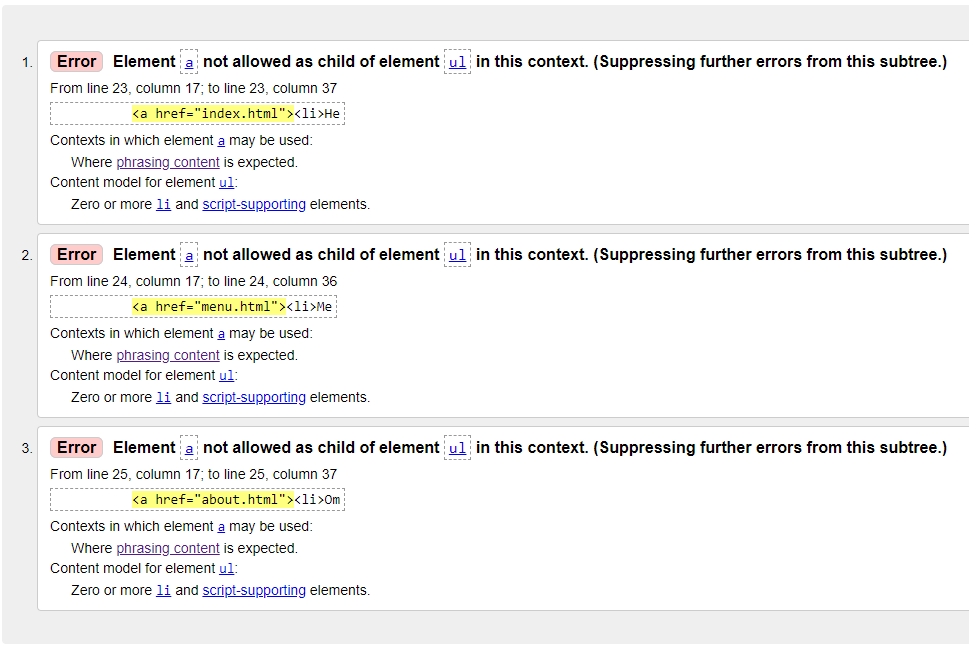 1. Error Element a not allowed as child of element ul in this context. (Suppressing further errors from this subtree.)
From line 23, column 17; to line 23, column 37
<a href="index.html"><li>He
Contexts in which element a may be used:
Where phrasing content is expected.
Content model for element ul:
Zero or more li and script-supporting elements.
2. Error Element a not allowed as child of element ul in this context. (Suppressing further errors from this subtree.)
From line 24, column 17; to line 24, column 36
<a href="menu.html"><li>Me
Contexts in which element a may be used:
Where phrasing content is expected.
Content model for element ul:
Zero or more li and script-supporting elements.
3. Error Element a not allowed as child of element ul in this context. (Suppressing further errors from this subtree.)
From line 25, column 17; to line 25, column 37
<a href="about.html"><li>Om
Contexts in which element a may be used:
Where phrasing content is expected.
Content model for element ul:
Zero or more li and script-supporting elements.